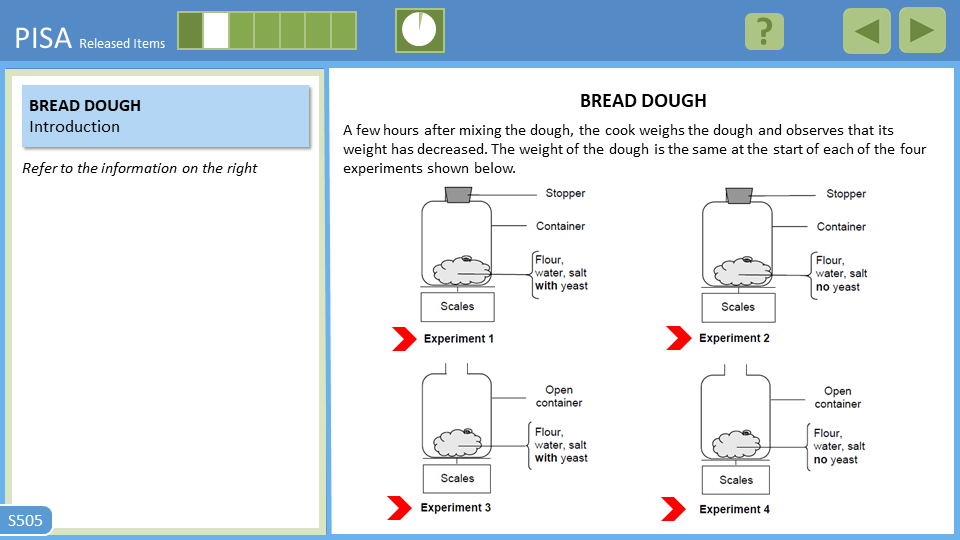 PISA Released Items
?
BREAD DOUGH
Introduction
Refer to the information on the right
BREAD DOUGH
A few hours after mixing the dough, the cook weighs the dough and observes that its
weight has decreased. The weight of the dough is the same at the start of each of the four
experiments shown below.
Stopper
Container
Flour,
water, salt
with yeast
Scales
Experiment 1
Stopper
Container
Flour,
water, salt
no yeast
Scales
Experiment 2
Open
container
Flour,
water, salt
with yeast
Scales
Experiment 3
Open
container
Flour,
water, salt
no yeast
Scales
Experiment 4
S505